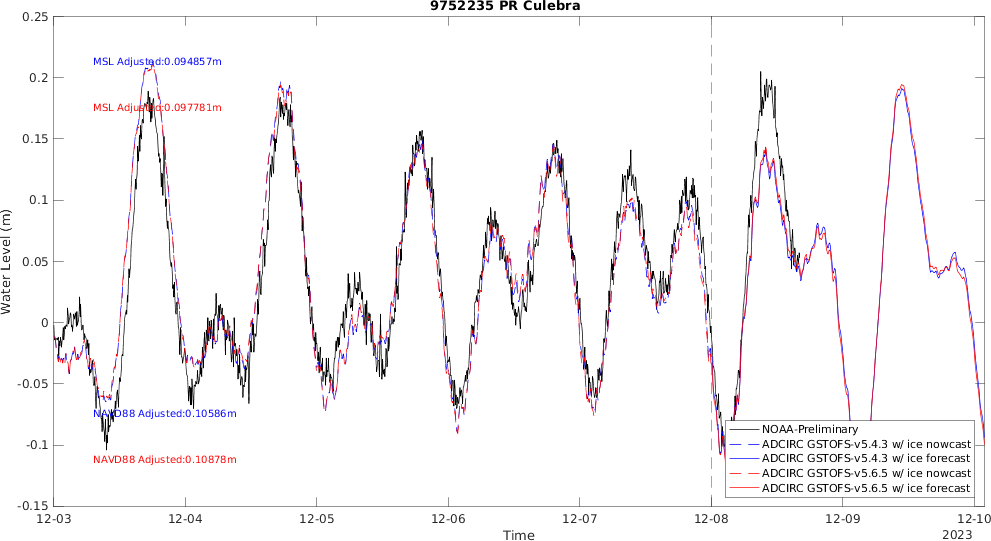 9752235 PR Culebra
0.25
MSL Adjusted:0.094857m
0.2
MSL Adjusted:0.097781m
0.15
0.1
0.05
Water Level (m)
0
-0.05
NAVD88 Adjusted:0.10586m
-0.1
NAVD88 Adjusted:0.10878m
-0.15
NOAA-Preliminary
ADCIRC GSTOFS-v5.4.3 w/ ice nowcast
ADCIRC GSTOFS-v5.4.3 w/ ice forecast
ADCIRC GSTOFS-v5.6.5 w/ ice nowcast
ADCIRC GSTOFS-v5.6.5 w/ ice forecast
12-03 12-04 12-05 12-06 12-07 12-08 12-09 12-10
Time
2023